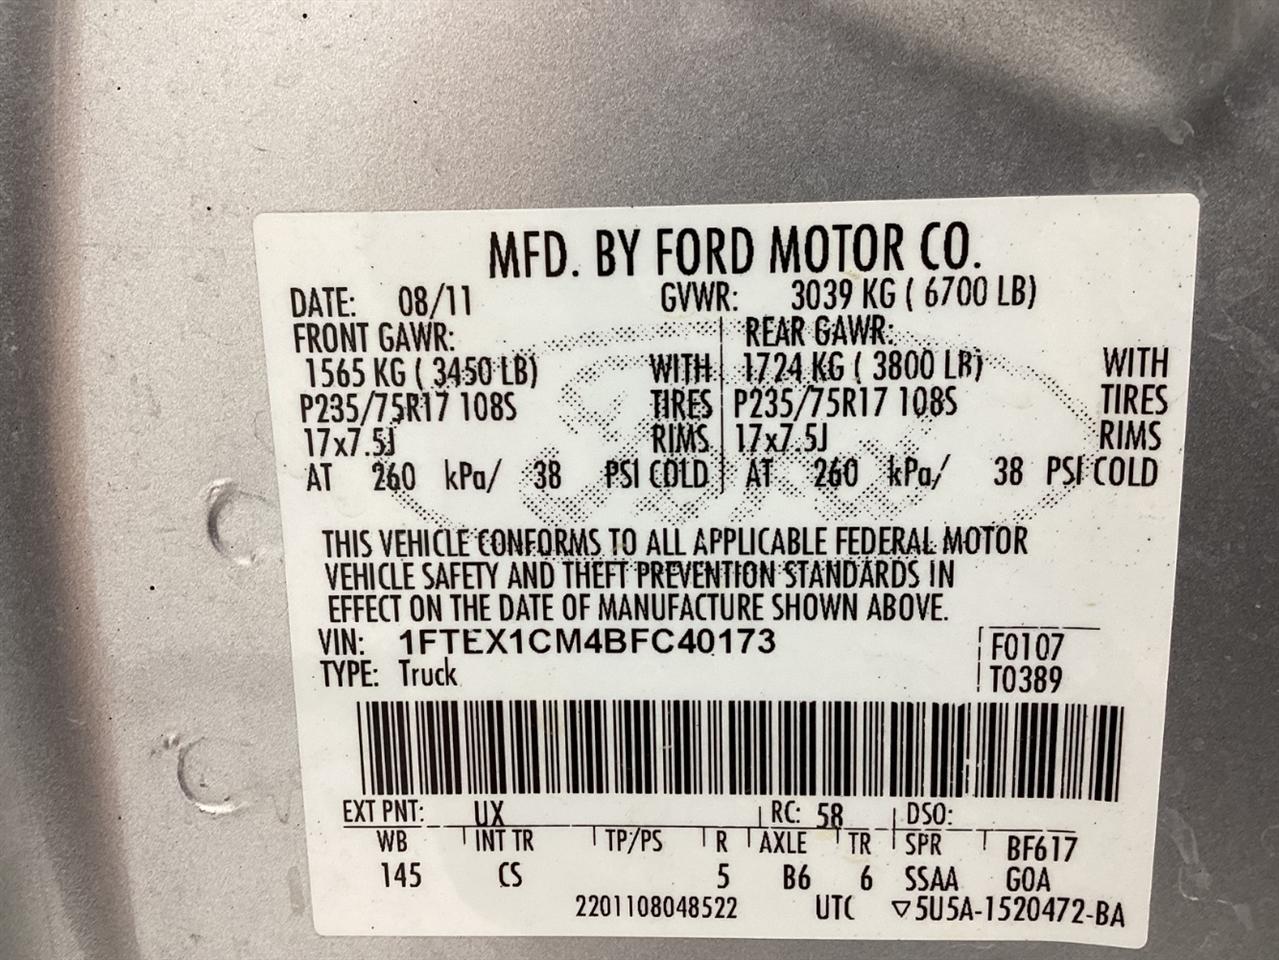 MFD. BY FORD MOTOR CO.
DATE: 08/11 GVWR: 3039 KG ( 6700 LB)
FRONT GAWR: REAR GAWR:
1565 KG ( 3450 LB) WITH 1724 KG ( 3800 LB) WITH
P235/75R17 108S TIRES P235/75R17 108S TIRES
17x7.5J RIMS 17x7.5J RIMS
AT 260 kPa/ 38 PSI COLD AT 260 kPa/ 38 PSI COLD
THIS VEHICLE CONFORMS TO ALL APPLICABLE FEDERAL MOTOR
VEHICLE SAFETY AND THEFT PREVENTION STANDARDS IN
EFFECT ON THE DATE OF MANUFACTURE SHOWN ABOVE.
VIN: 1FTEX1CM4BFC40173 F0107
TYPE: Truck T0389
EXT PNT: UX RC: 58 DSO:
WB INT TR TP/PS R AXLE TR SPR BF617
145 CS 5 B6 6 SSAA GOA
2201108048522 UTC ▽5U5A-1520472-BA